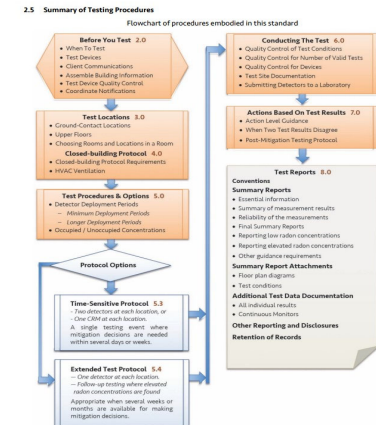 2.5 Summary of Testing Procedures
Flowchart of procedures embodied in this standard
Before You Test 2.0
• When To Test
• Test Devices
• Client Communications
• Assemble Building Information
• Test Device Quality Control
• Coordinate Notifications
Test Locations 3.0
• Ground-Contact Locations
• Upper Floors
• Choosing Rooms and Locations in a Room
Closed-building Protocol 4.0
• Closed-building Protocol Requirements
• HVAC Ventilation
Test Procedures & Options 5.0
• Detector Deployment Periods
— Minimum Deployment Periods
— Longer Deployment Periods
• Occupied / Unoccupied Concentrations
Protocol Options
Time-Sensitive Protocol 5.3
- Two detectors at each location, or
- One CRM at each location.
A single testing event where
mitigation decisions are needed
within several days or weeks.
Extended Test Protocol 5.4
— One detector at each location.
— Follow-up testing where elevated
radon concentrations are found
Appropriate when several weeks or
months are available for making
mitigation decisions.
Conducting The Test 6.0
• Quality Control of Test Conditions
• Quality Control for Number of Valid Tests
• Quality Control for Devices
• Test Site Documentation
• Submitting Detectors to a Laboratory
Actions Based On Test Results 7.0
• Action Level Guidance
• When Two Test Results Disagree
• Post-Mitigation Testing Protocol
Test Reports 8.0
Conventions
Summary Reports
• Essential information
• Summary of measurement results
• Reliability of the measurements
• Final Summary Reports
• Reporting low radon concentrations
• Reporting elevated radon concentrations
• Other guidance requirements
Summary Report Attachments
• Floor plan diagrams
• Test conditions
Additional Test Data Documentation
• All individual results
• Continuous Monitors
Other Reporting and Disclosures
Retention of Records